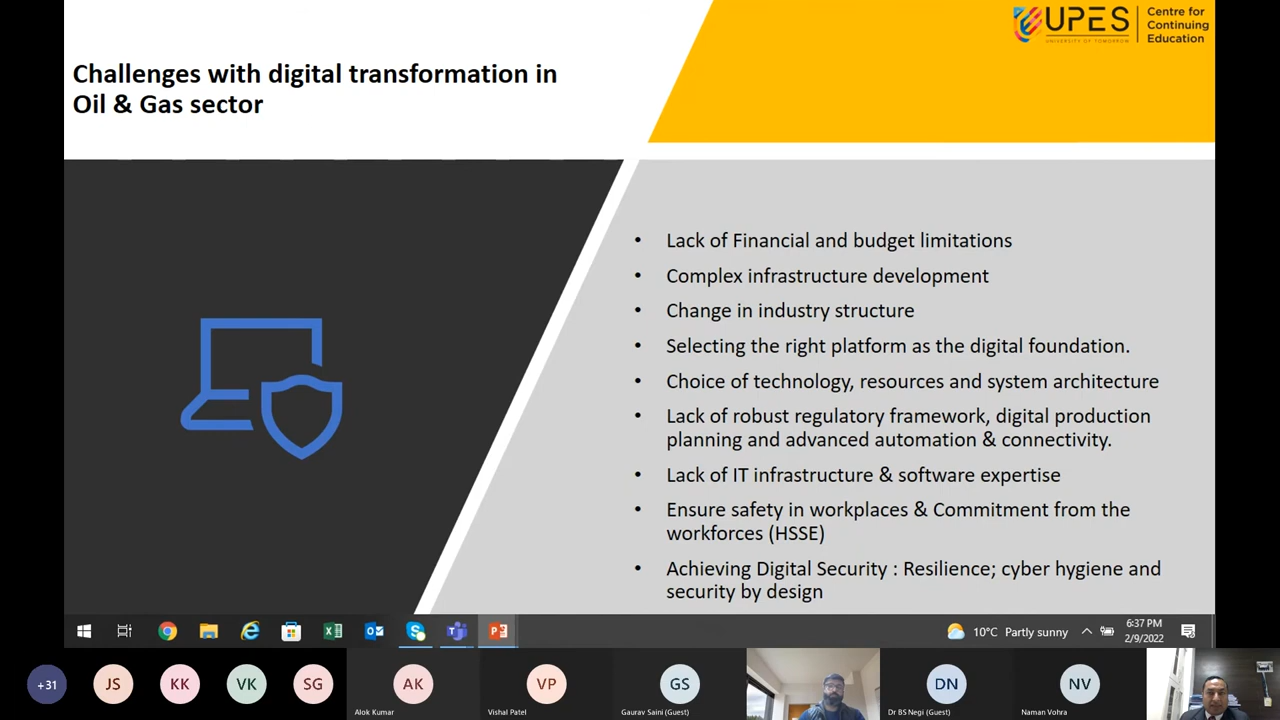 UPES
UNIVERSITY OF TOMORROW
Centre for
Continuing
Education
Challenges with digital transformation in
Oil & Gas sector
• Lack of Financial and budget limitations
• Complex infrastructure development
• Change in industry structure
• Selecting the right platform as the digital foundation.
• Choice of technology, resources and system architecture
• Lack of robust regulatory framework, digital production
planning and advanced automation & connectivity.
• Lack of IT infrastructure & software expertise
• Ensure safety in workplaces & Commitment from the
workforces (HSSE)
• Achieving Digital Security : Resilience; cyber hygiene and
security by design
10°C Partly sunny
6:37 PM
2/9/2022
+31
JS
KK
VK
SG
AK
Alok Kumar
VP
Vishal Patel
GS
Gaurav Saini (Guest)
DN
Dr BS Negi (Guest)
NV
Naman Vohra